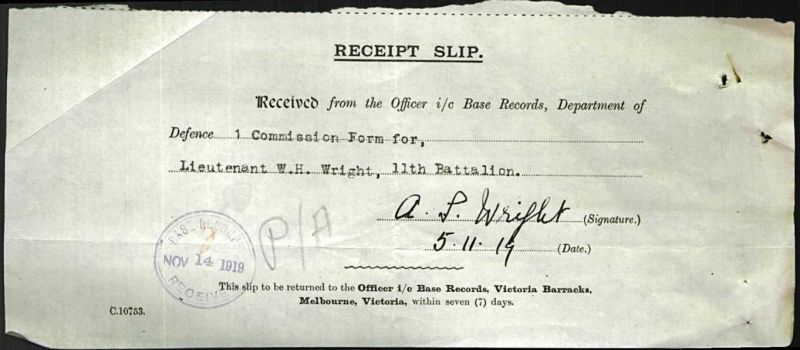 RECEIPT SLIP.
Received from the Officer i/c Base Records, Department of
Defence 1 Commission Form for,
Lieutenant W.H. Wright, 11th Battalion.
A. L. Wright (Signature.)
5.11.19 (Date.)
P/A
BASE RECORDS
NOV 14 1919
RECEIVED
This slip to be returned to the Officer i/c Base Records, Victoria Barracks,
Melbourne, Victoria, within seven (7) days.
C.10753.